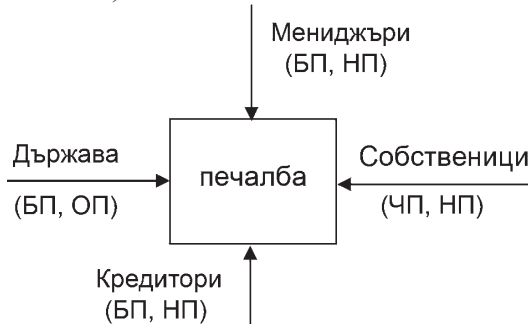 Мениджъри
(БП, НП)
Държава
(БП, ОП)
печалба
Собственици
(ЧП, НП)
Кредитори
(БП, НП)